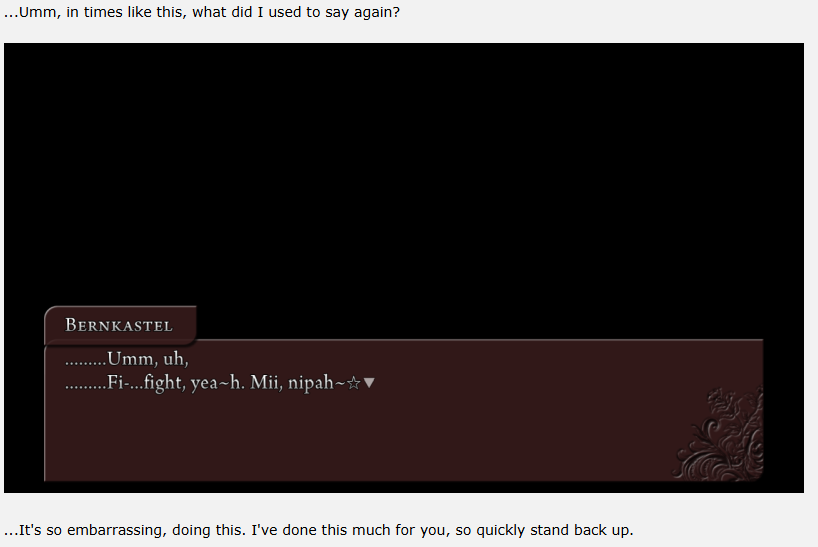 ...Umm, in times like this, what did I used to say again?
BERNKASTEL
.........Umm, uh,
.........Fi-...fight, yea~h. Mii, nipah~☆▼
...It's so embarrassing, doing this. I've done this much for you, so quickly stand back up.